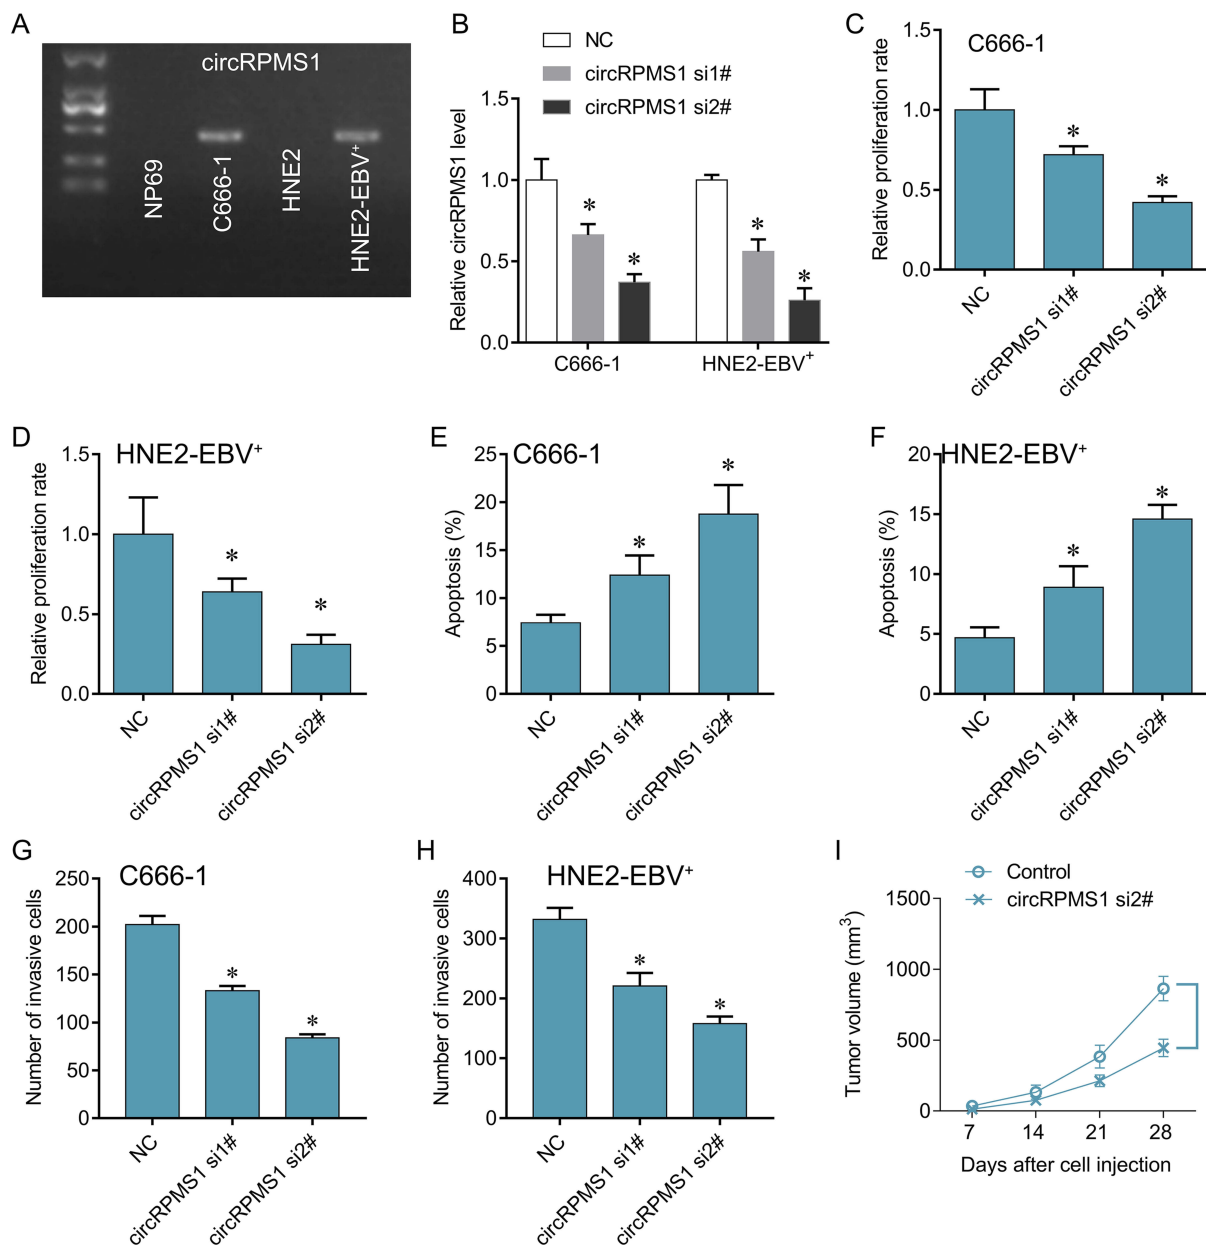 A
circRPMS1
NP69
C666-1
HNE2
HNE2-EBV⁺
B
NC
circRPMS1 si1#
circRPMS1 si2#
Relative circRPMS1 level
1.5
1.0
0.5
0.0
*
*
*
*
C666-1
HNE2-EBV⁺
C
C666-1
Relative proliferation rate
1.5
1.0
0.5
0.0
*
*
NC
circRPMS1 si1#
circRPMS1 si2#
D
HNE2-EBV⁺
Relative proliferation rate
1.5
1.0
0.5
0.0
*
*
NC
circRPMS1 si1#
circRPMS1 si2#
E
C666-1
Apoptosis (%)
25
20
15
10
5
0
*
*
NC
circRPMS1 si1#
circRPMS1 si2#
F
HNE2-EBV⁺
Apoptosis (%)
20
15
10
5
0
*
*
NC
circRPMS1 si1#
circRPMS1 si2#
G
C666-1
Number of invasive cells
250
200
150
100
50
0
*
*
NC
circRPMS1 si1#
circRPMS1 si2#
H
HNE2-EBV⁺
Number of invasive cells
400
300
200
100
0
*
*
NC
circRPMS1 si1#
circRPMS1 si2#
I
Control
circRPMS1 si2#
Tumor volume (mm³)
1500
1000
500
0
7 14 21 28
Days after cell injection